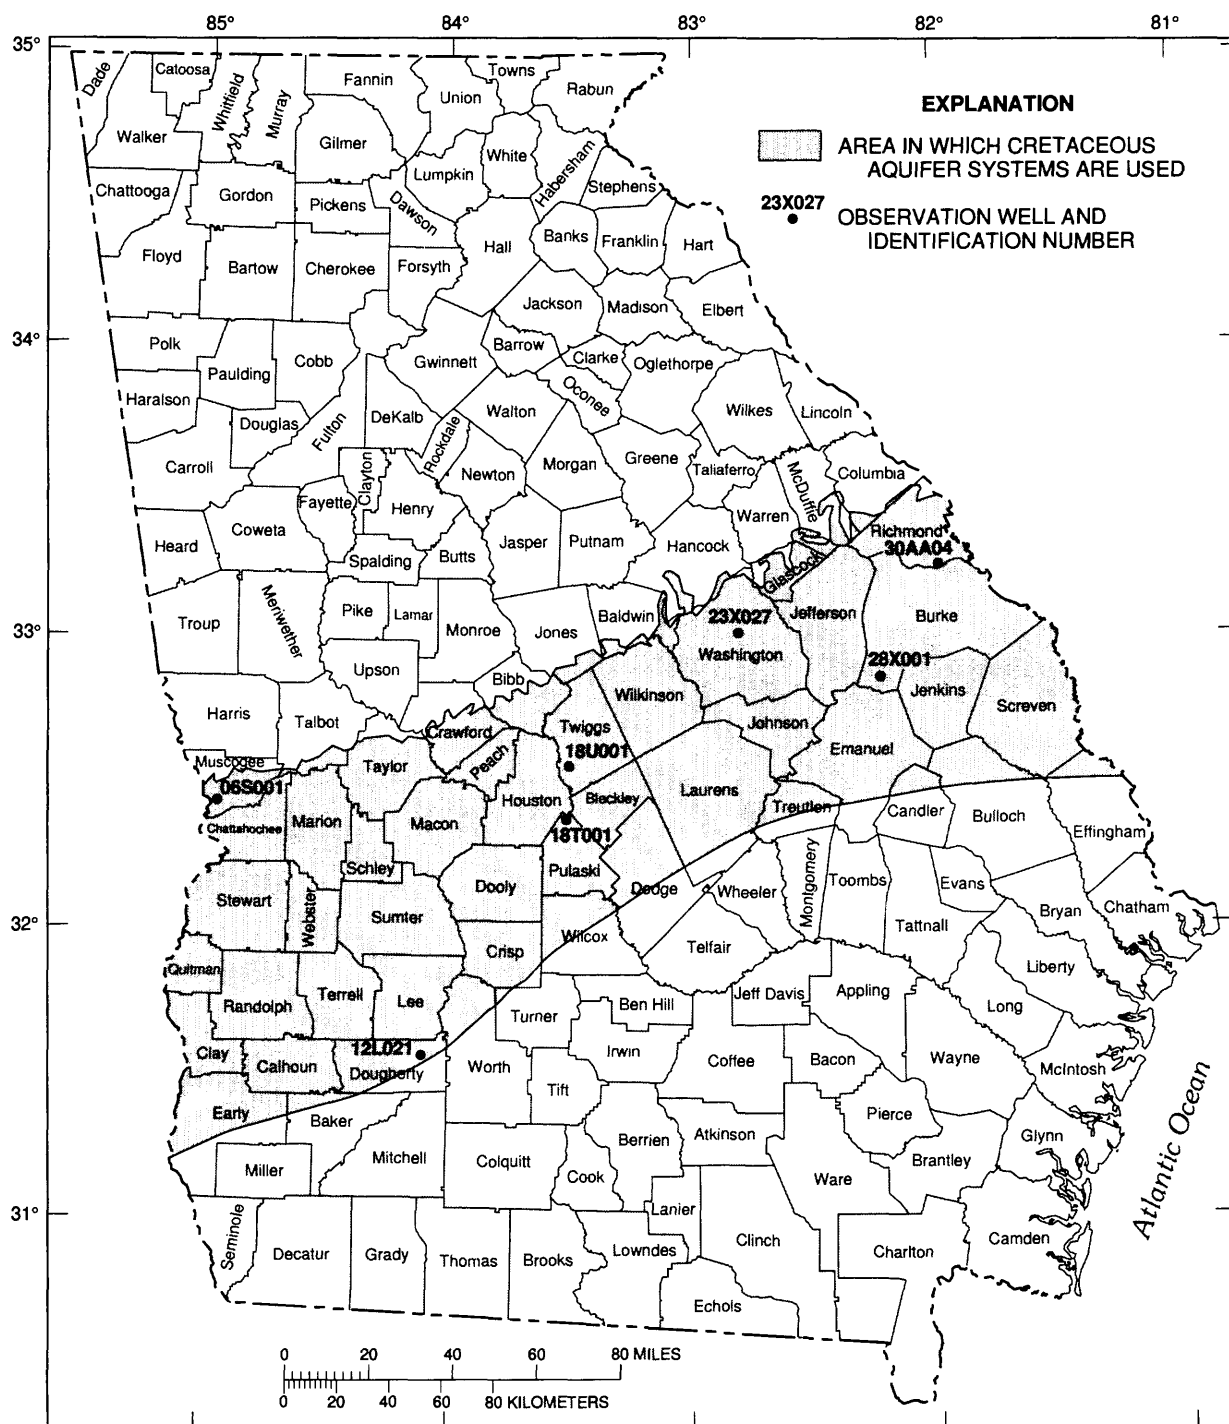 85° 84° 83° 82° 81°
35°
34°
33°
32°
31°
EXPLANATION
AREA IN WHICH CRETACEOUS
AQUIFER SYSTEMS ARE USED
23X027
OBSERVATION WELL AND
IDENTIFICATION NUMBER
Dade
Catoosa
Whitfield
Murray
Fannin
Union
Towns
Rabun
Walker
Gilmer
Lumpkin
White
Habersham
Stephens
Chattooga
Gordon
Pickens
Dawson
Hall
Banks
Franklin
Hart
Floyd
Bartow
Cherokee
Forsyth
Jackson
Madison
Elbert
Polk
Paulding
Cobb
Gwinnett
Barrow
Clarke
Oconee
Oglethorpe
Haralson
Douglas
Fulton
DeKalb
Rockdale
Walton
Wilkes
Lincoln
Carroll
Clayton
Newton
Morgan
Greene
Taliaferro
McDuffie
Columbia
Fayette
Henry
Coweta
Heard
Spalding
Butts
Jasper
Putnam
Hancock
Warren
Glascock
Richmond
30AA04
Troup
Meriwether
Pike
Lamar
Monroe
Jones
Baldwin
23X027
Washington
Jefferson
Burke
28X001
Upson
Bibb
Wilkinson
Jenkins
Screven
Harris
Talbot
Crawford
Peach
Twiggs
18U001
Johnson
Emanuel
Muscogee
06S001
Taylor
Houston
Bleckley
Laurens
Treutlen
Candler
Bulloch
Effingham
Chattahochee
Marion
Macon
18T001
Schley
Dooly
Pulaski
Dodge
Wheeler
Montgomery
Toombs
Evans
Bryan
Chatham
Stewart
Webster
Sumter
Crisp
Wilcox
Telfair
Tattnall
Liberty
Quitman
Randolph
Terrell
Lee
Turner
Ben Hill
Jeff Davis
Appling
Long
Clay
Calhoun
12L021
Dougherty
Worth
Irwin
Tift
Coffee
Bacon
Wayne
McIntosh
Early
Baker
Miller
Mitchell
Colquitt
Cook
Berrien
Atkinson
Pierce
Brantley
Glynn
Ware
Seminole
Decatur
Grady
Thomas
Brooks
Lanier
Lowndes
Clinch
Echols
Charlton
Camden
Atlantic Ocean
0 20 40 60 80 MILES
0 20 40 60 80 KILOMETERS